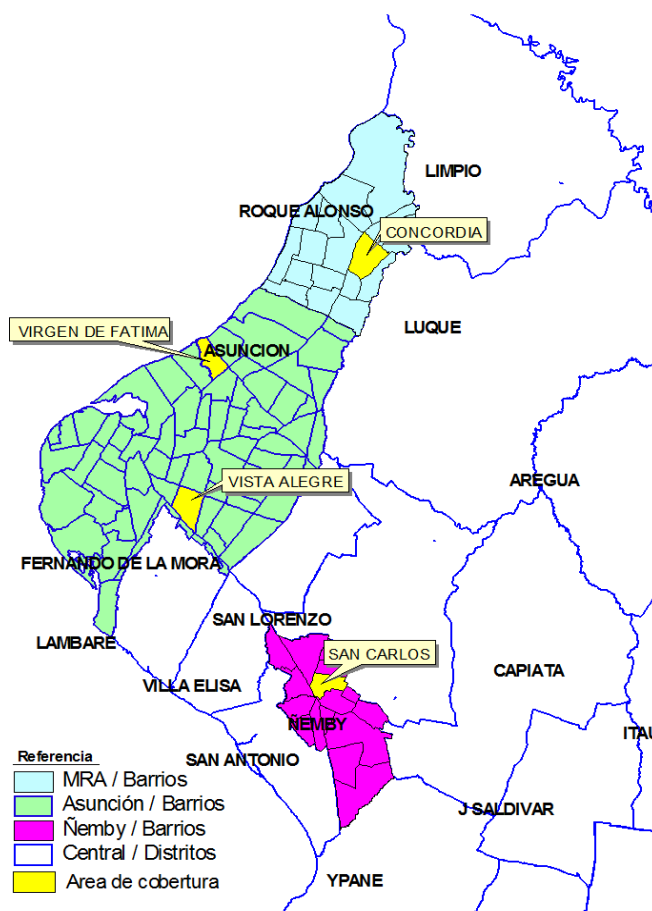 LIMPIO
ROQUE ALONSO
CONCORDIA
LUQUE
VIRGEN DE FATIMA
ASUNCION
AREGUA
VISTA ALEGRE
FERNANDO DE LA MORA
SAN LORENZO
LAMBARE
SAN CARLOS
CAPIATA
VILLA ELISA
ÑEMBY
ITAU
SAN ANTONIO
Referencia
MRA / Barrios
Asunción / Barrios
Ñemby / Barrios
Central / Distritos
Area de cobertura
J SALDIVAR
YPANE